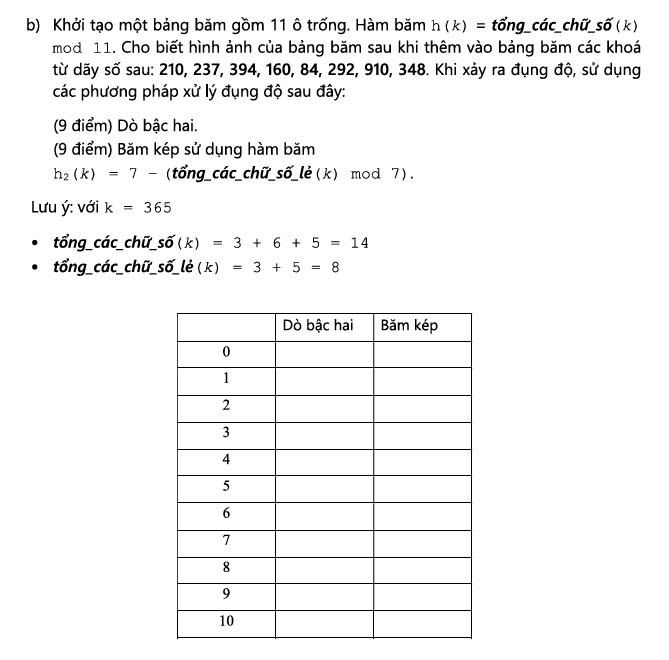 b) Khởi tạo một bảng băm gồm 11 ô trống. Hàm băm h(k) = tổng_các_chữ_số(k)
mod 11. Cho biết hình ảnh của bảng băm sau khi thêm vào bảng băm các khoá
từ dãy số sau: 210, 237, 394, 160, 84, 292, 910, 348. Khi xảy ra đụng độ, sử dụng
các phương pháp xử lý đụng độ sau đây:
(9 điểm) Dò bậc hai.
(9 điểm) Băm kép sử dụng hàm băm
h₂(k) = 7 - (tổng_các_chữ_số_lẻ(k) mod 7).
Lưu ý: với k = 365
• tổng_các_chữ_số(k) = 3 + 6 + 5 = 14
• tổng_các_chữ_số_lẻ(k) = 3 + 5 = 8
Dò bậc hai Băm kép
0
1
2
3
4
5
6
7
8
9
10